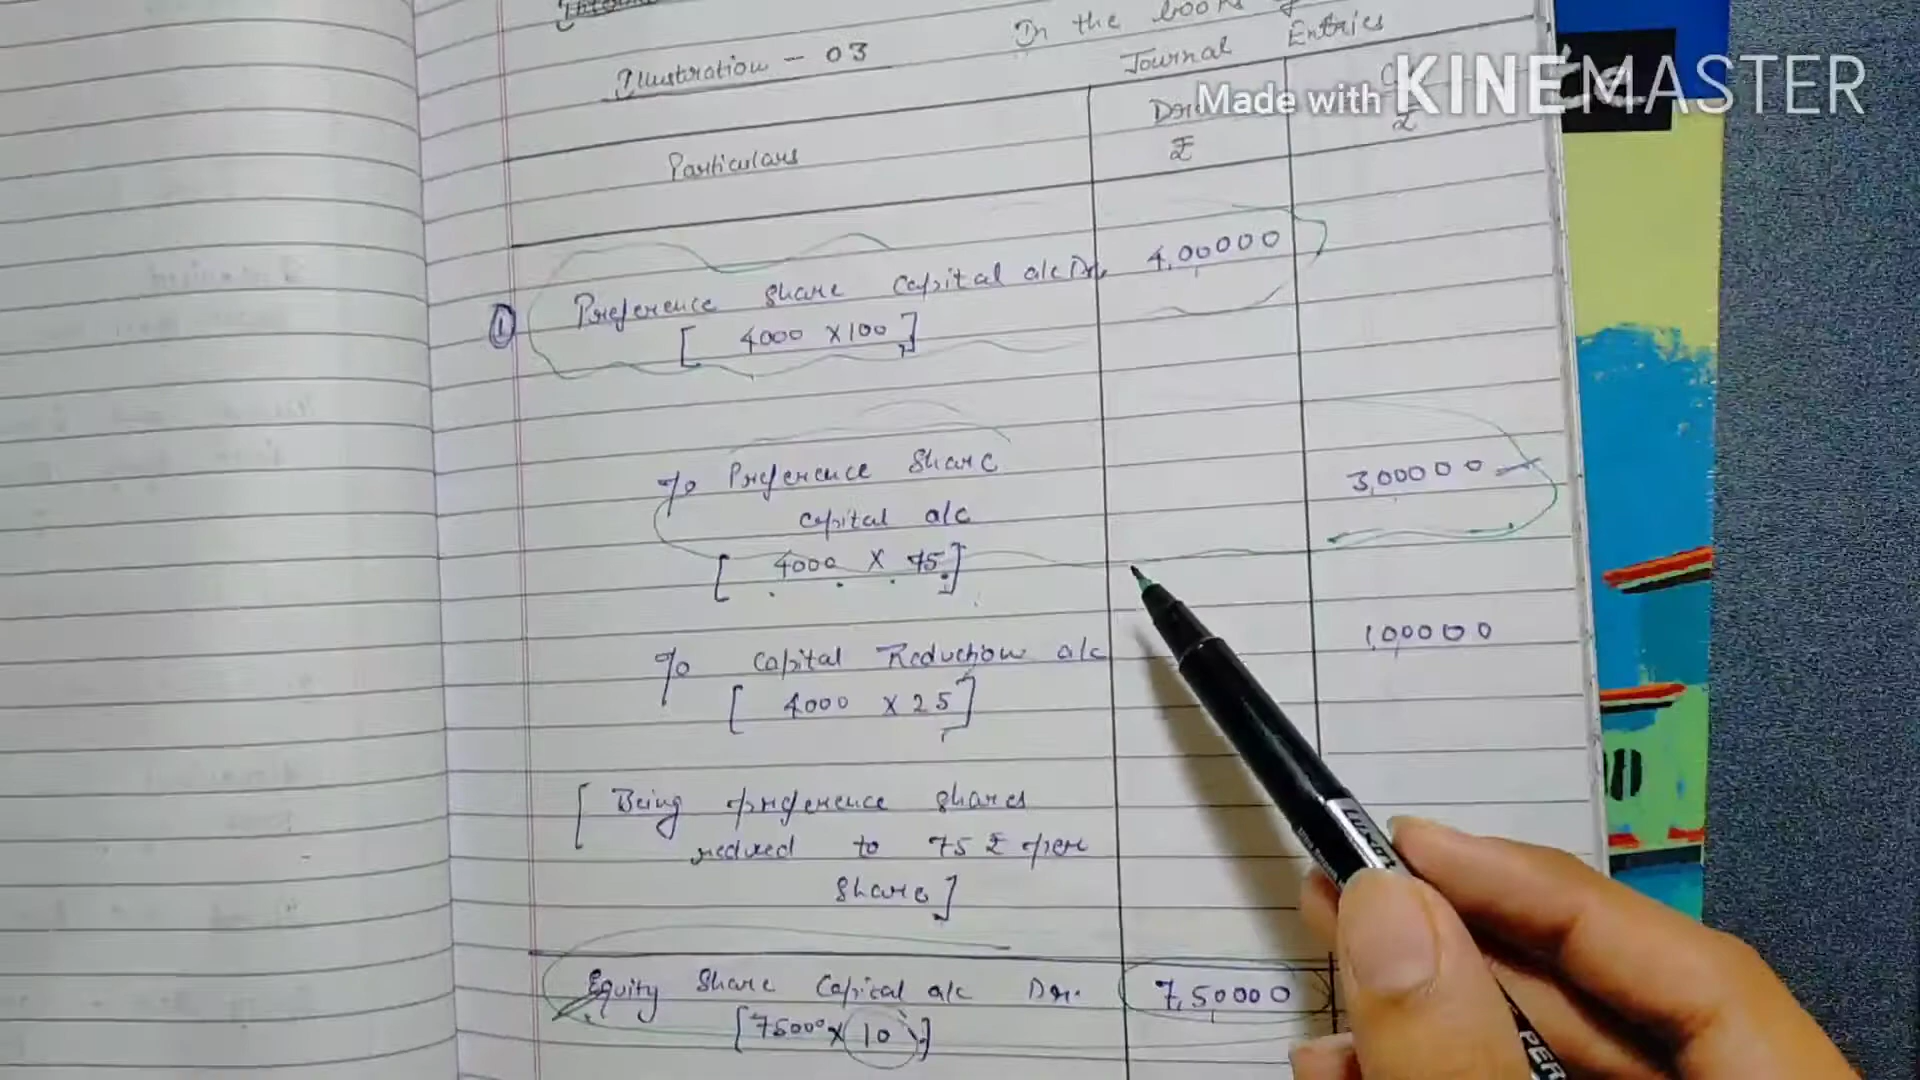 In the books
Illustration - 03
Journal Entries
Made with KINEMASTER
Particulars
₹
₹
① Preference Share Capital a/c Dr. 4,00000
[ 4000 X 100 ]
To Preference Share
Capital a/c
3,00000
[ 4000 X 75 ]
To Capital Reduction a/c
1,00000
[ 4000 X 25 ]
[ Being preference shares
reduced to 75 ₹ per
share ]
Equity Share Capital a/c Dr. 7,50000
[75000 X 10]
Luxor